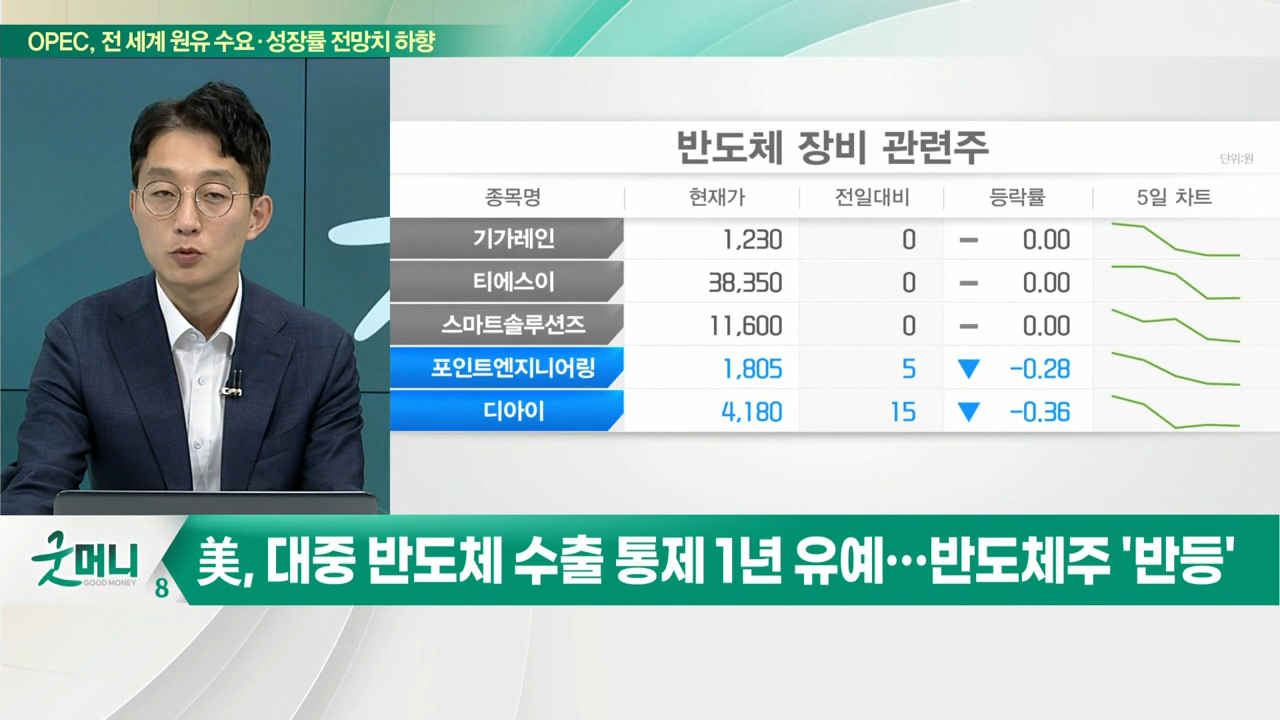 OPEC, 전 세계 원유 수요·성장률 전망치 하향
반도체 장비 관련주
단위:원
종목명 현재가 전일대비 등락률 5일 차트
기가레인 1,230 0 − 0.00
티에스이 38,350 0 − 0.00
스마트솔루션즈 11,600 0 − 0.00
포인트엔지니어링 1,805 5 ▼ -0.28
디아이 4,180 15 ▼ -0.36
굿머니
GOOD MONEY
8
美, 대중 반도체 수출 통제 1년 유예…반도체주 '반등'